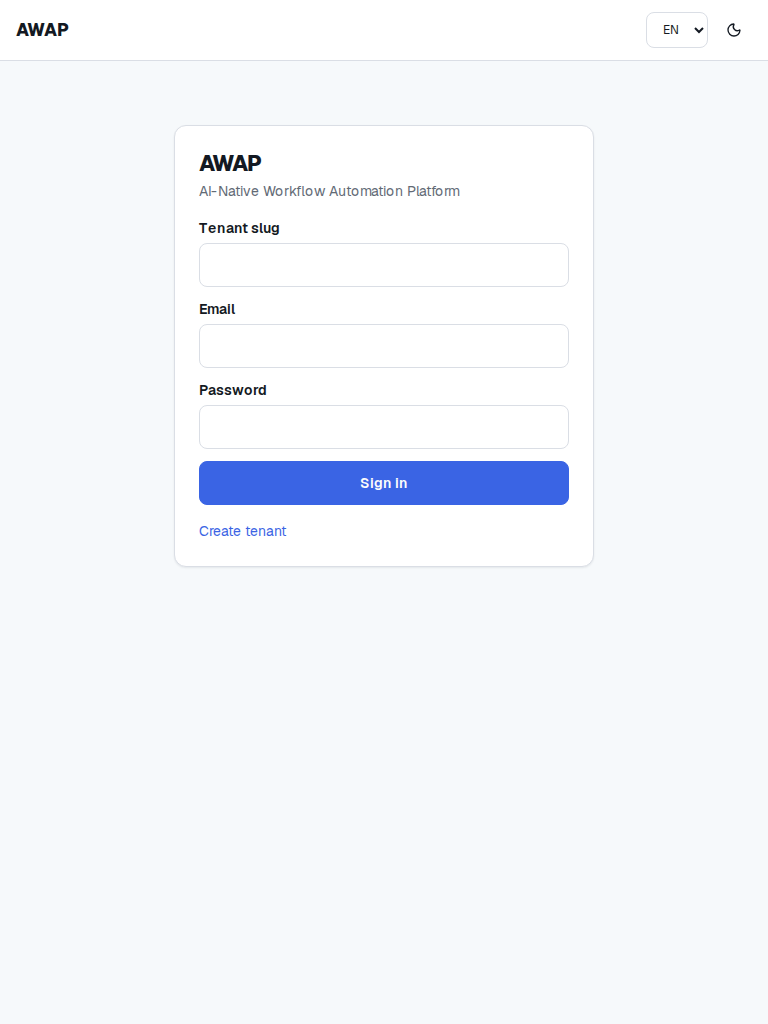 AWAP
EN
AWAP
AI-Native Workflow Automation Platform
Tenant slug
Email
Password
Sign in
Create tenant